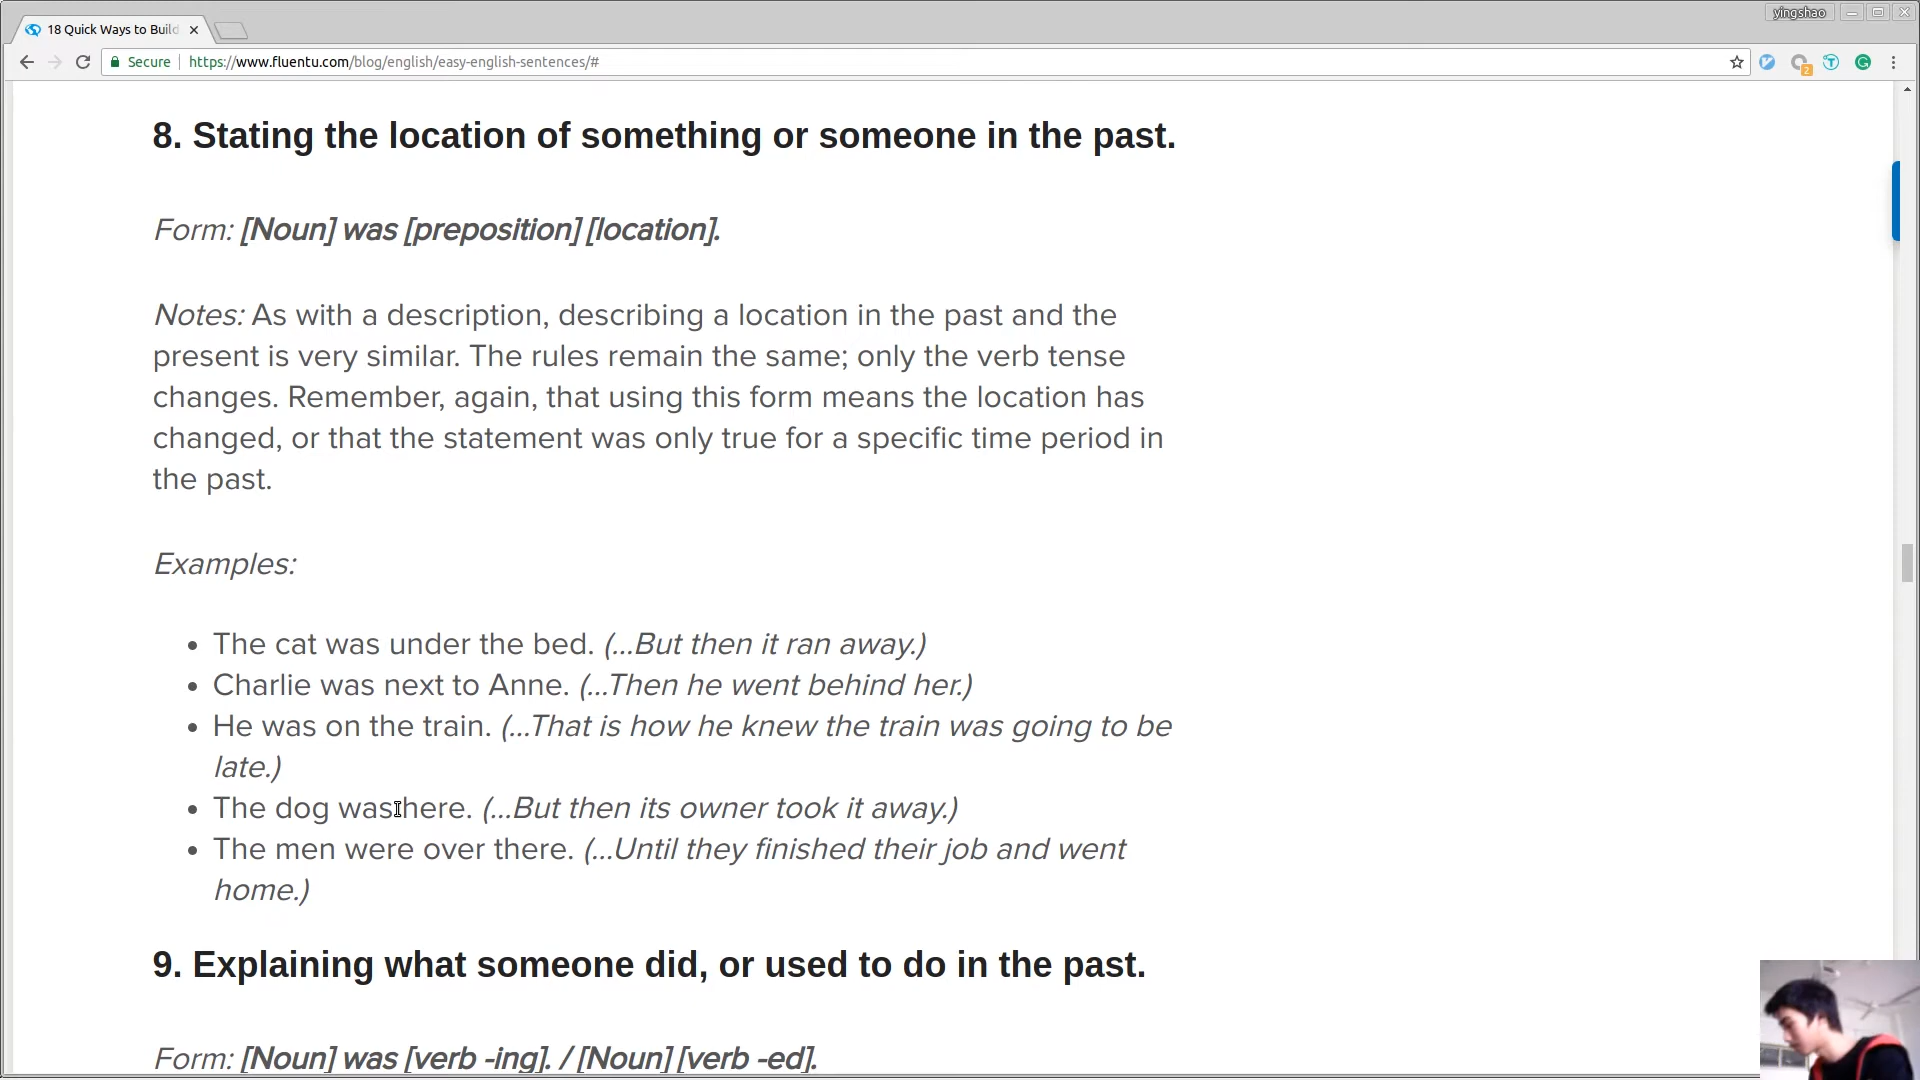 yingshao
18 Quick Ways to Build
Secure https://www.fluentu.com/blog/english/easy-english-sentences/#
2
8. Stating the location of something or someone in the past.
Form: [Noun] was [preposition] [location].
Notes: As with a description, describing a location in the past and the
present is very similar. The rules remain the same; only the verb tense
changes. Remember, again, that using this form means the location has
changed, or that the statement was only true for a specific time period in
the past.
Examples:
• The cat was under the bed. (…But then it ran away.)
• Charlie was next to Anne. (…Then he went behind her.)
• He was on the train. (…That is how he knew the train was going to be
late.)
• The dog was here. (…But then its owner took it away.)
• The men were over there. (…Until they finished their job and went
home.)
9. Explaining what someone did, or used to do in the past.
Form: [Noun] was [verb -ing]. / [Noun] [verb -ed].